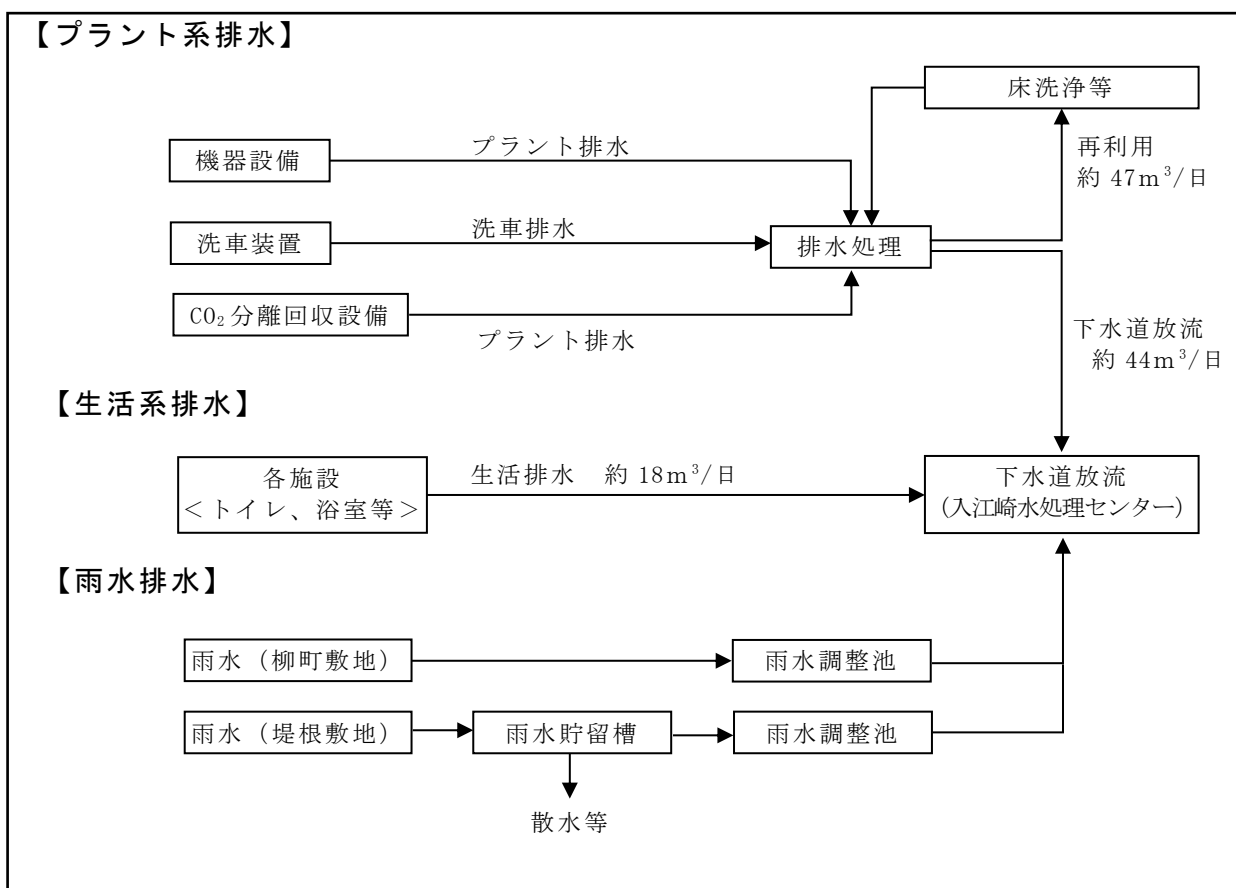 【プラント系排水】
床洗浄等
機器設備
プラント排水
再利用
約 47m³/日
洗車装置
洗車排水
排水処理
CO₂分離回収設備
プラント排水
下水道放流
約 44m³/日
【生活系排水】
各施設
＜トイレ、浴室等＞
生活排水　約 18m³/日
下水道放流
(入江崎水処理センター)
【雨水排水】
雨水（柳町敷地）
雨水調整池
雨水（堤根敷地）
雨水貯留槽
雨水調整池
散水等